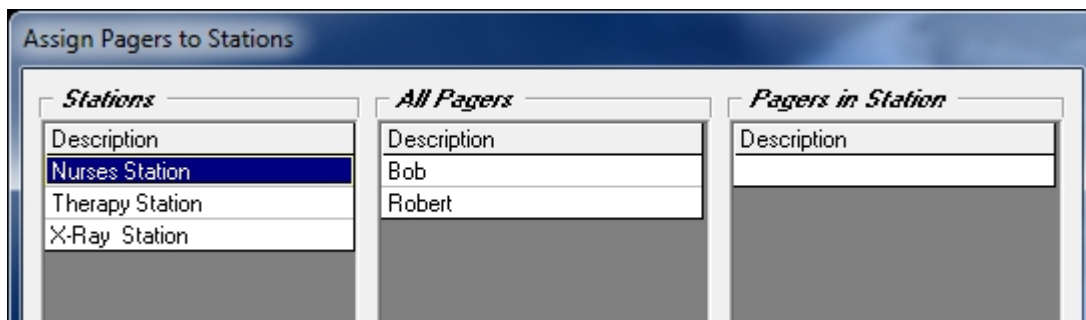 Assign Pagers to Stations
Stations
Description
Nurses Station
Therapy Station
X-Ray Station
All Pagers
Description
Bob
Robert
Pagers in Station
Description